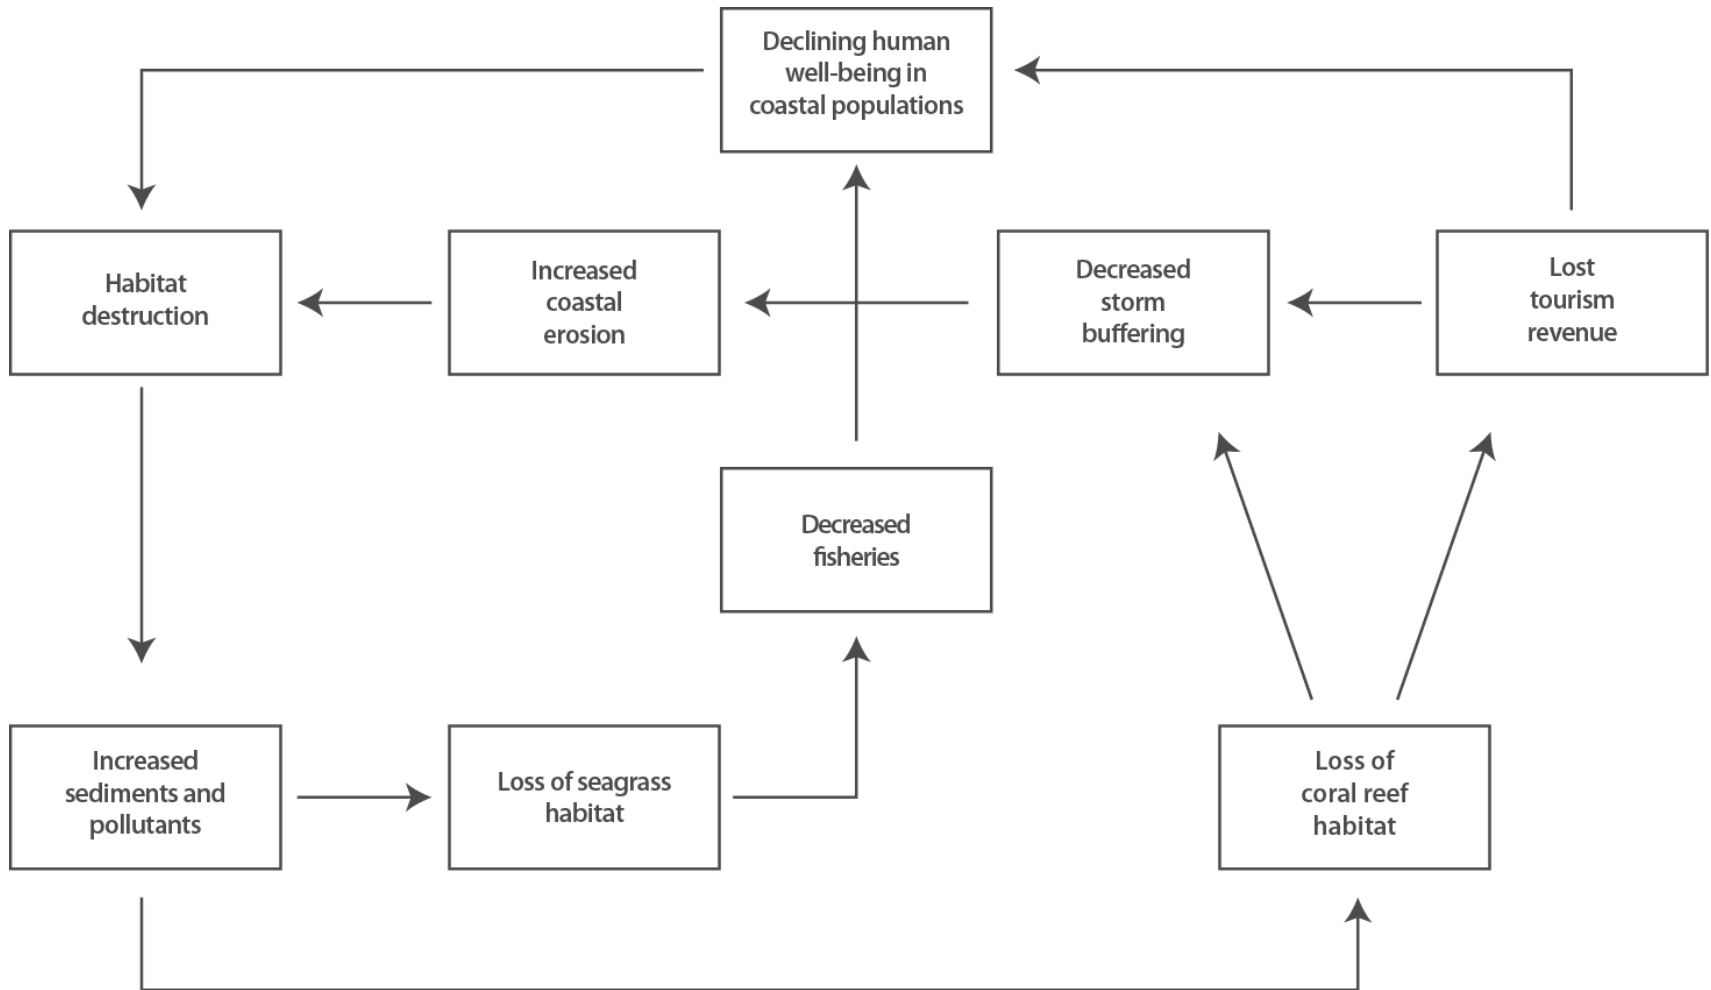 Declining human
well-being in
coastal populations
Habitat
destruction
Increased
coastal
erosion
Decreased
storm
buffering
Lost
tourism
revenue
Decreased
fisheries
Increased
sediments and
pollutants
Loss of seagrass
habitat
Loss of
coral reef
habitat